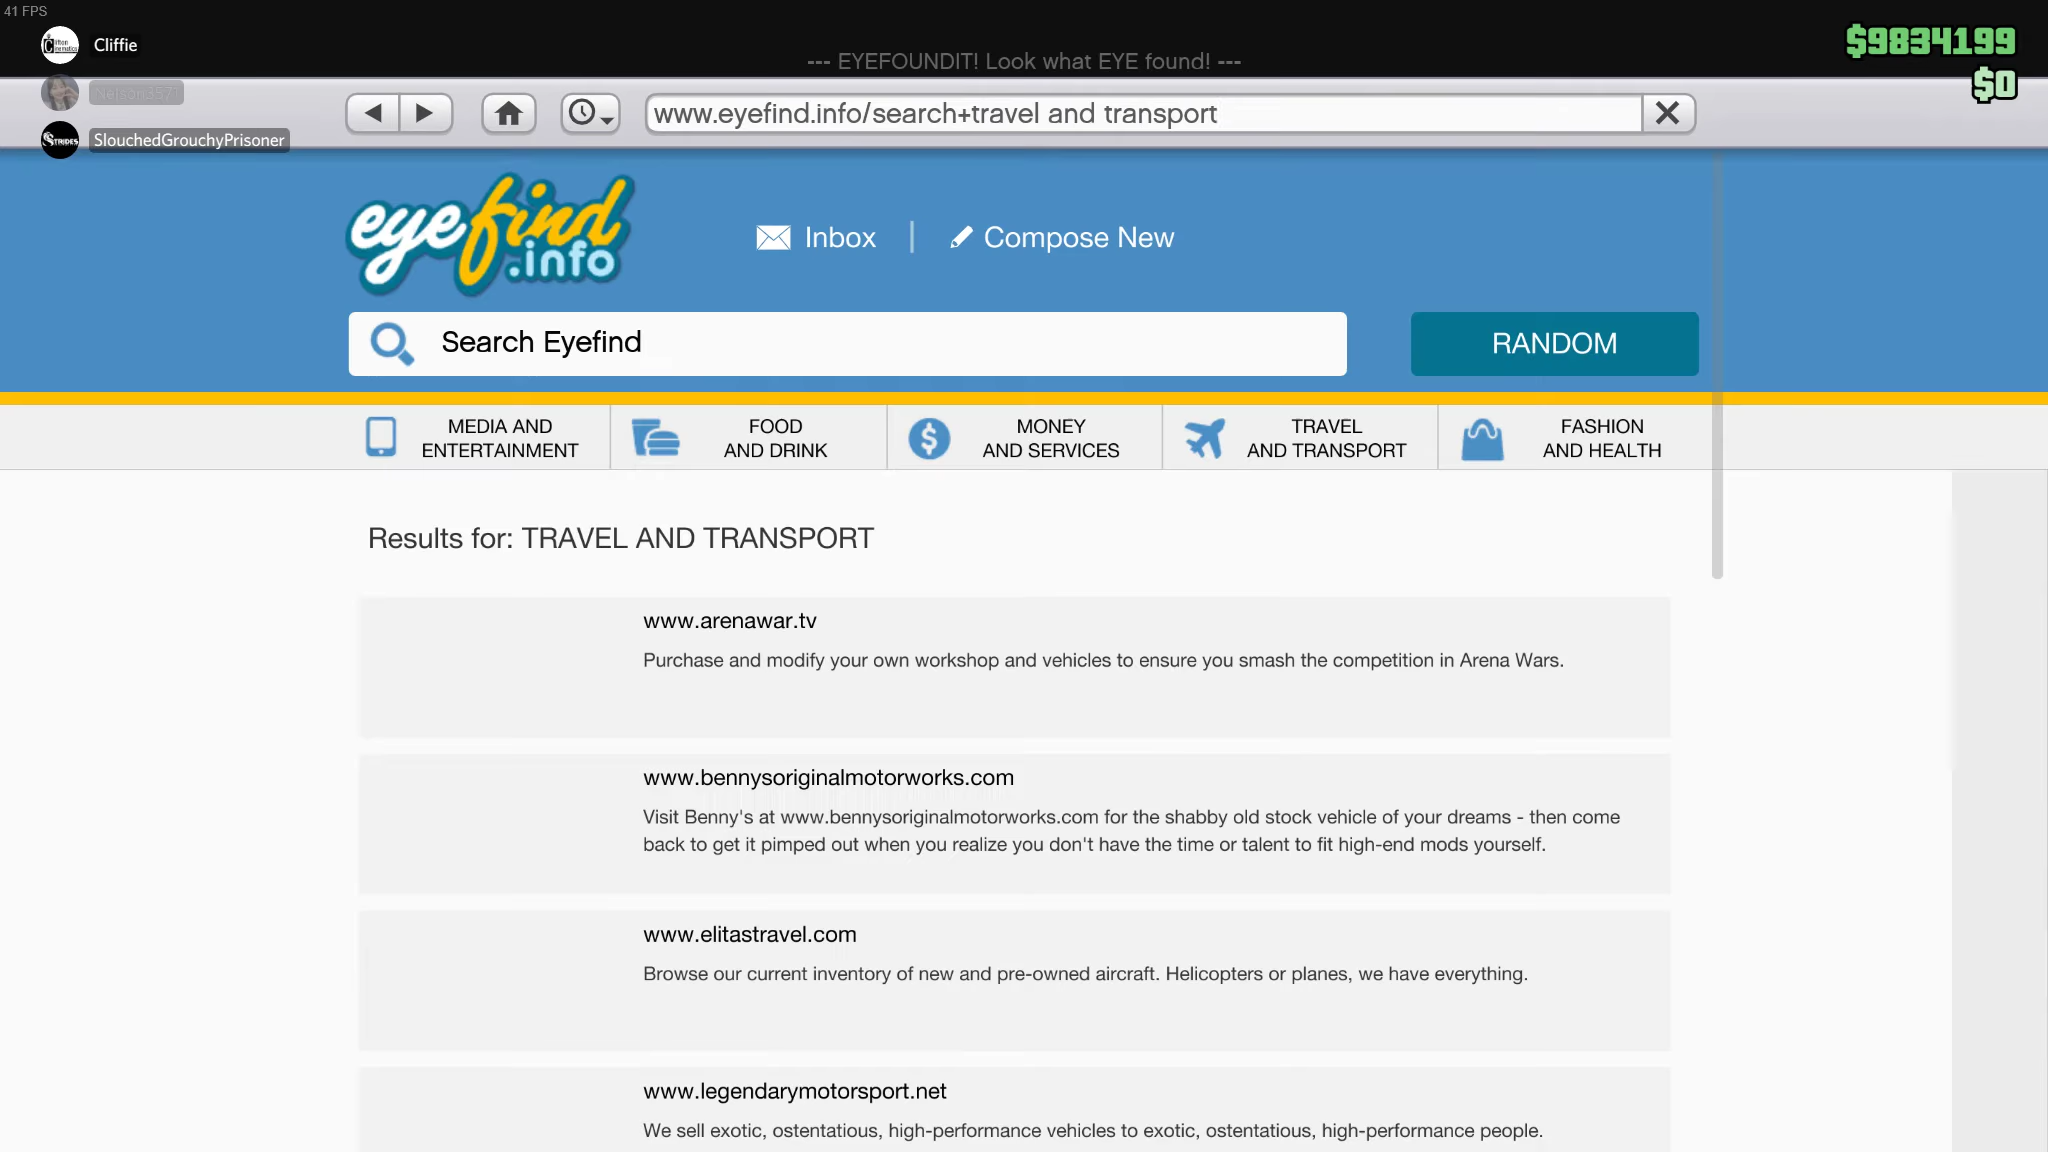 41 FPS
Cliffie
--- EYEFOUNDIT! Look what EYE found! ---
$9834199
$0
Nelson3571
www.eyefind.info/search+travel and transport
SlouchedGrouchyPrisoner
STRIDES
eyefind
.info
Inbox
Compose New
Search Eyefind
RANDOM
MEDIA AND
ENTERTAINMENT
FOOD
AND DRINK
MONEY
AND SERVICES
TRAVEL
AND TRANSPORT
FASHION
AND HEALTH
Results for: TRAVEL AND TRANSPORT
www.arenawar.tv
Purchase and modify your own workshop and vehicles to ensure you smash the competition in Arena Wars.
www.bennysoriginalmotorworks.com
Visit Benny's at www.bennysoriginalmotorworks.com for the shabby old stock vehicle of your dreams - then come
back to get it pimped out when you realize you don't have the time or talent to fit high-end mods yourself.
www.elitastravel.com
Browse our current inventory of new and pre-owned aircraft. Helicopters or planes, we have everything.
www.legendarymotorsport.net
We sell exotic, ostentatious, high-performance vehicles to exotic, ostentatious, high-performance people.